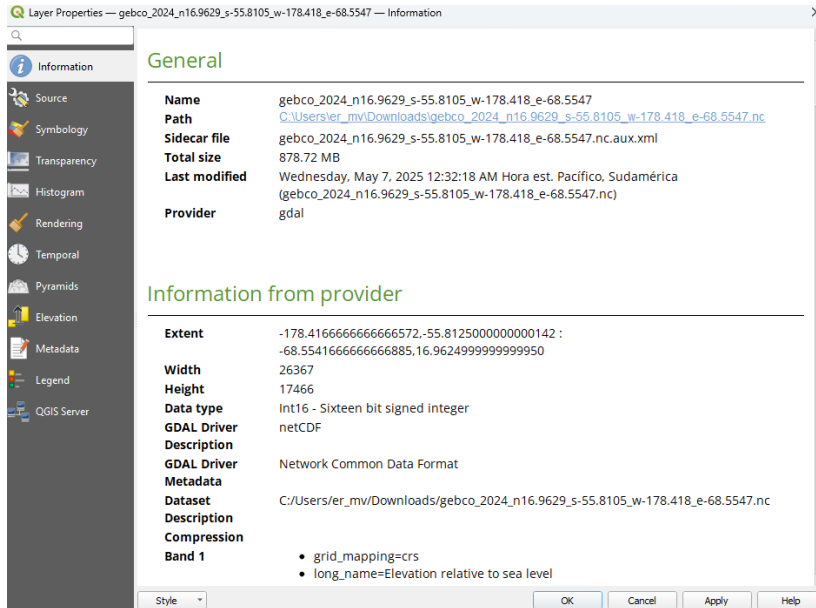 Layer Properties — gebco_2024_n16.9629_s-55.8105_w-178.418_e-68.5547 — Information
Information
Source
Symbology
Transparency
Histogram
Rendering
Temporal
Pyramids
Elevation
Metadata
Legend
QGIS Server
General
Name gebco_2024_n16.9629_s-55.8105_w-178.418_e-68.5547
Path C:\Users\er_mv\Downloads\gebco_2024_n16.9629_s-55.8105_w-178.418_e-68.5547.nc
Sidecar file gebco_2024_n16.9629_s-55.8105_w-178.418_e-68.5547.nc.aux.xml
Total size 878.72 MB
Last modified Wednesday, May 7, 2025 12:32:18 AM Hora est. Pacífico, Sudamérica
(gebco_2024_n16.9629_s-55.8105_w-178.418_e-68.5547.nc)
Provider gdal
Information from provider
Extent -178.4166666666666572,-55.8125000000000142 :
-68.5541666666666885,16.9624999999999950
Width 26367
Height 17466
Data type Int16 - Sixteen bit signed integer
GDAL Driver netCDF
Description
GDAL Driver Network Common Data Format
Metadata
Dataset C:/Users/er_mv/Downloads/gebco_2024_n16.9629_s-55.8105_w-178.418_e-68.5547.nc
Description
Compression
Band 1 • grid_mapping=crs
• long_name=Elevation relative to sea level
Style OK Cancel Apply Help